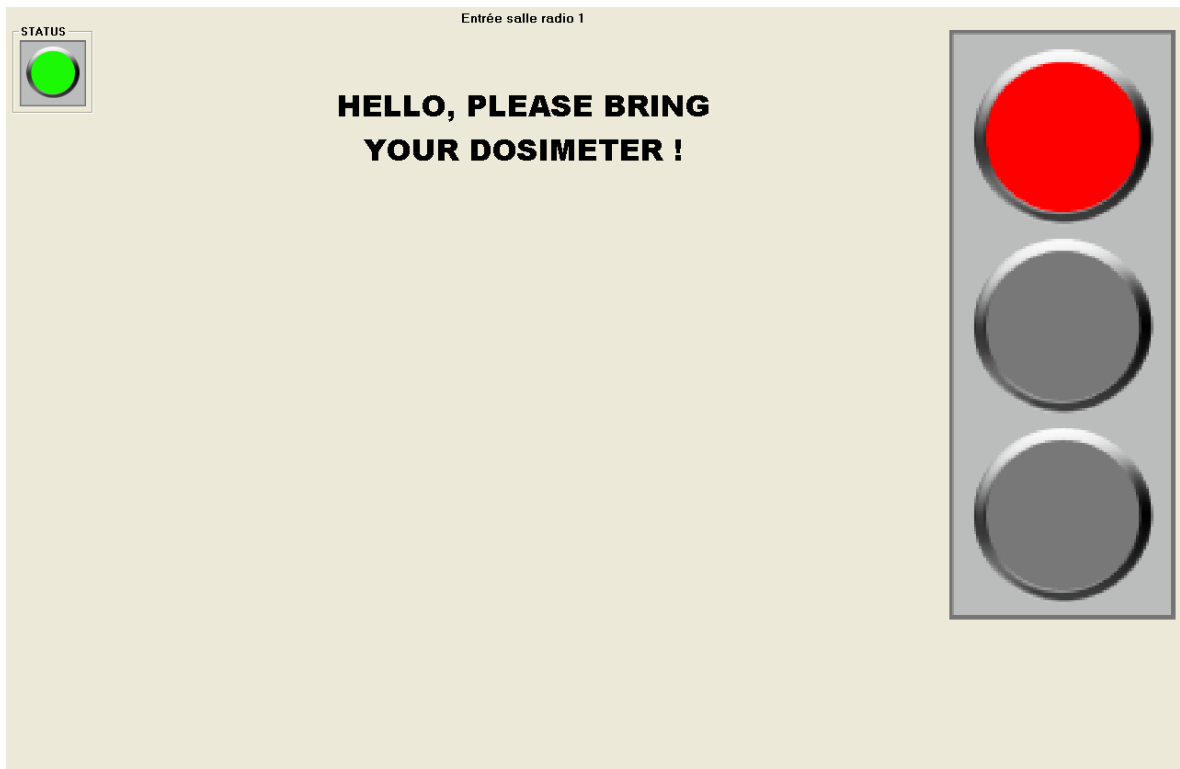 Entrée salle radio 1
STATUS
HELLO, PLEASE BRING
YOUR DOSIMETER !